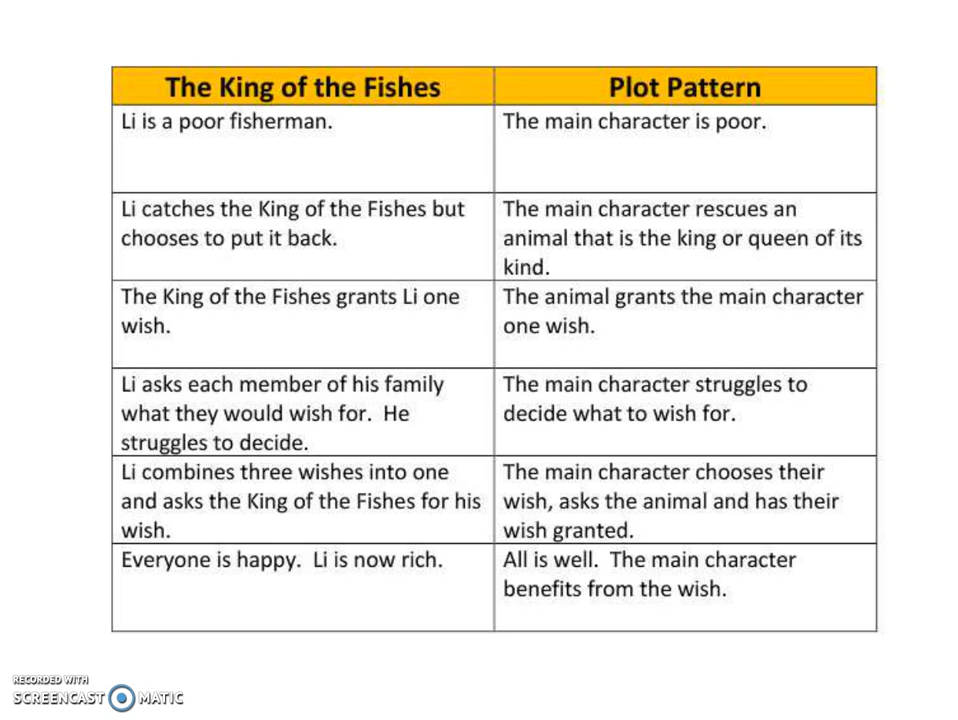 The King of the Fishes
Plot Pattern
Li is a poor fisherman.
The main character is poor.
Li catches the King of the Fishes but
chooses to put it back.
The main character rescues an
animal that is the king or queen of its
kind.
The King of the Fishes grants Li one
wish.
The animal grants the main character
one wish.
Li asks each member of his family
what they would wish for.  He
struggles to decide.
The main character struggles to
decide what to wish for.
Li combines three wishes into one
and asks the King of the Fishes for his
wish.
The main character chooses their
wish, asks the animal and has their
wish granted.
Everyone is happy.  Li is now rich.
All is well.  The main character
benefits from the wish.
RECORDED WITH
SCREENCAST MATIC